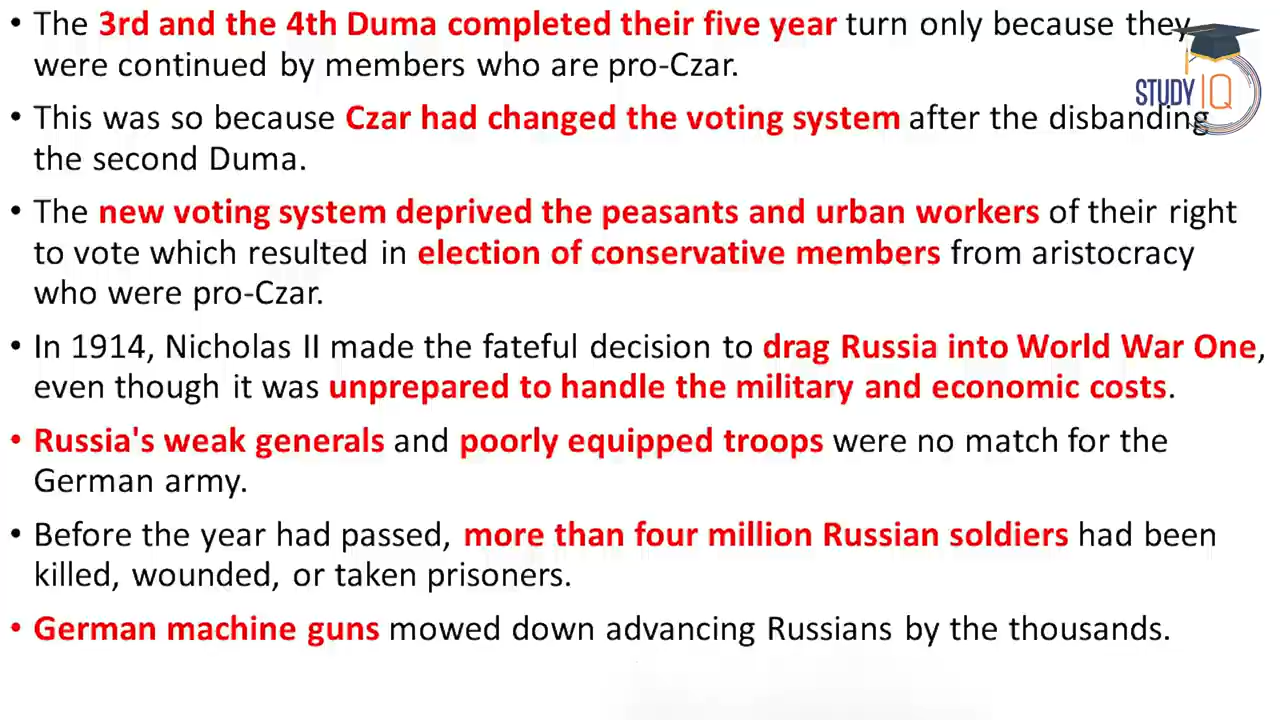 • The 3rd and the 4th Duma completed their five year turn only because they
were continued by members who are pro-Czar.
• This was so because Czar had changed the voting system after the disbanding
the second Duma.
• The new voting system deprived the peasants and urban workers of their right
to vote which resulted in election of conservative members from aristocracy
who were pro-Czar.
• In 1914, Nicholas II made the fateful decision to drag Russia into World War One,
even though it was unprepared to handle the military and economic costs.
• Russia's weak generals and poorly equipped troops were no match for the
German army.
• Before the year had passed, more than four million Russian soldiers had been
killed, wounded, or taken prisoners.
• German machine guns mowed down advancing Russians by the thousands.
STUDY IQ